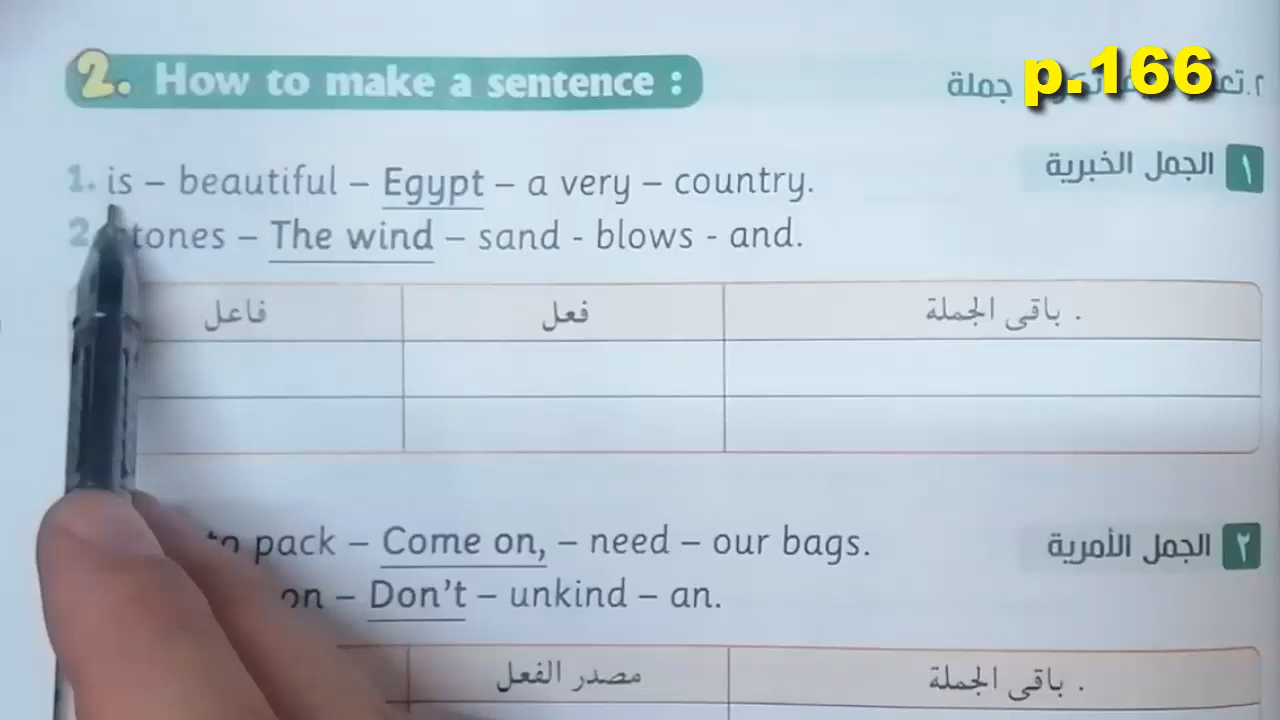 2. How to make a sentence :
p.166
جملة
الجمل الخبرية ١
1. is – beautiful – Egypt – a very – country.
2. tones – The wind – sand - blows - and.
فاعل فعل باقى الجملة .
to pack – Come on, – need – our bags.
الجمل الأمرية ٢
on – Don't – unkind – an.
مصدر الفعل باقى الجملة .